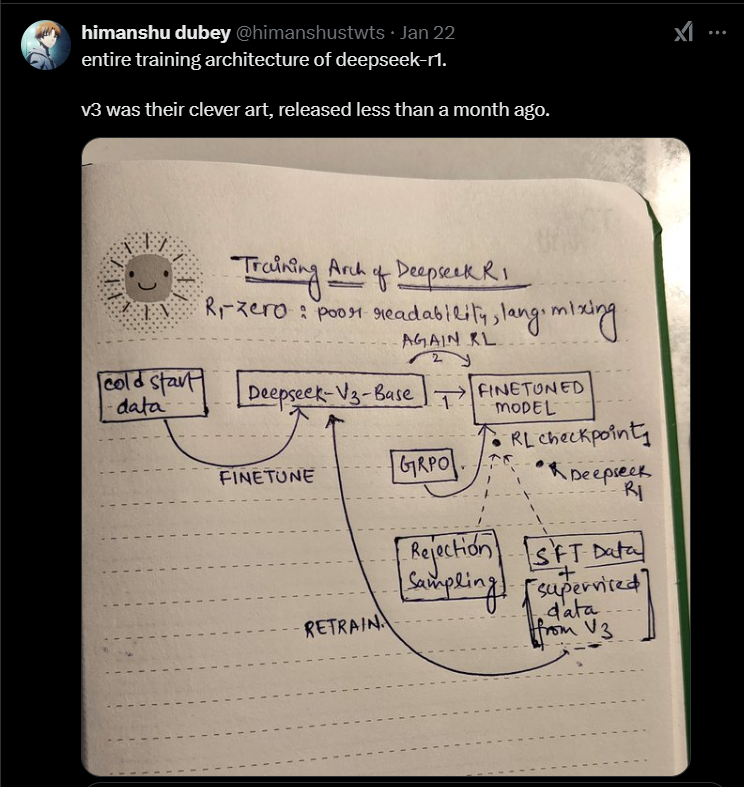 himanshu dubey @himanshustwts · Jan 22
entire training architecture of deepseek-r1.
v3 was their clever art, released less than a month ago.
Training Arch of Deepseek R1
R1-zero : poor readability, lang. mixing
AGAIN RL
2
cold start
data
Deepseek-V3-Base
1
FINETUNED
MODEL
FINETUNE
GRPO
• RL checkpoint1
• Deepseek
R1
Rejection
Sampling
SFT Data
+
supervised
data
from V3
RETRAIN